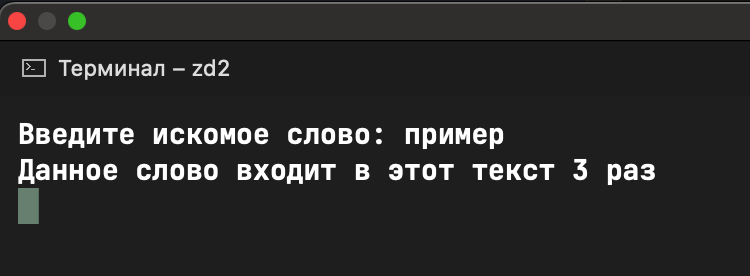 Терминал – zd2
Введите искомое слово: пример
Данное слово входит в этот текст 3 раз